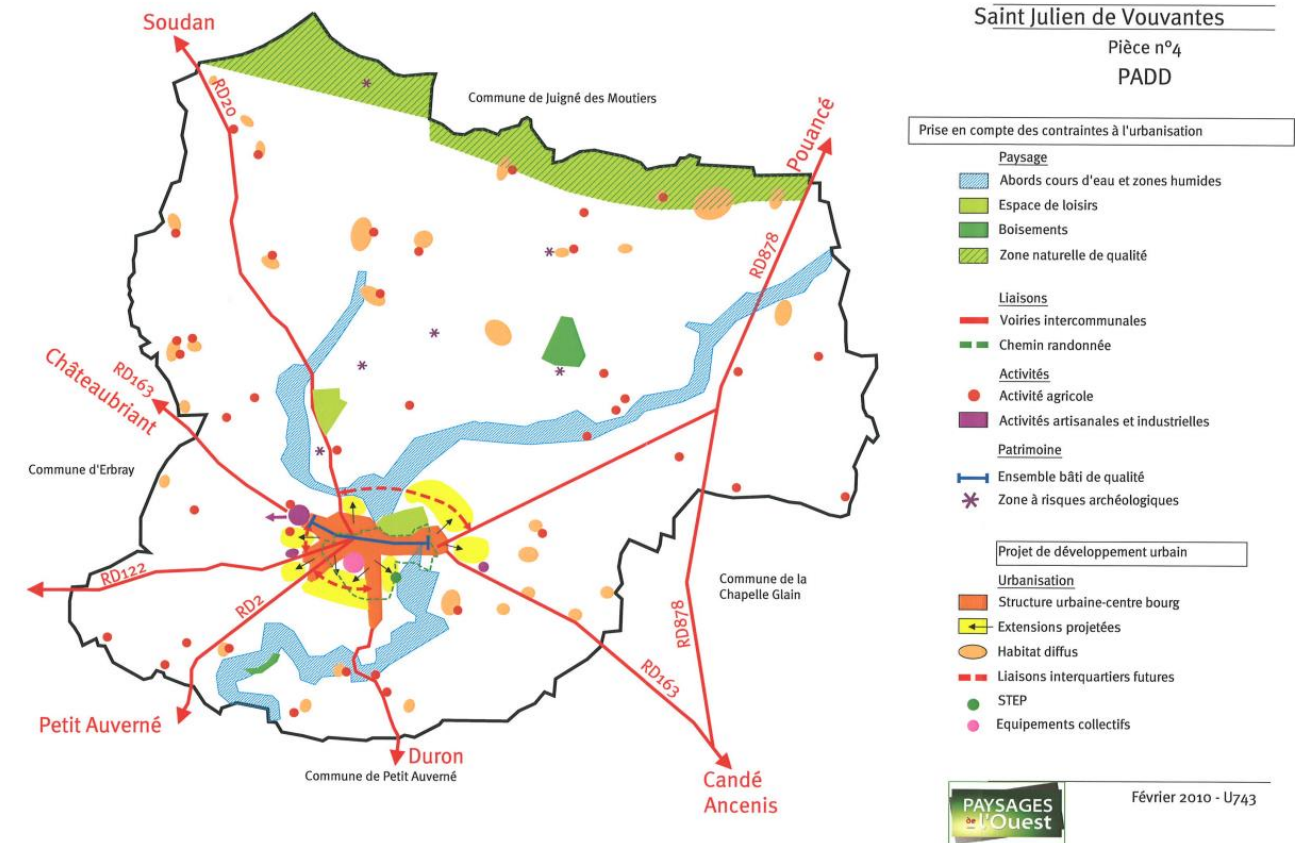 Soudan
RD20
Commune de Juigné des Moutiers
Pouancé
RD878
RD163
Châteaubriant
Commune d'Erbray
RD122
RD2
Commune de la
Chapelle Glain
RD878
RD163
Petit Auverné
Duron
Commune de Petit Auverné
Candé
Ancenis
Saint Julien de Vouvantes
Pièce n°4
PADD
Prise en compte des contraintes à l'urbanisation
Paysage
Abords cours d'eau et zones humides
Espace de loisirs
Boisements
Zone naturelle de qualité
Liaisons
Voiries intercommunales
Chemin randonnée
Activités
Activité agricole
Activités artisanales et industrielles
Patrimoine
Ensemble bâti de qualité
Zone à risques archéologiques
Projet de développement urbain
Urbanisation
Structure urbaine-centre bourg
Extensions projetées
Habitat diffus
Liaisons interquartiers futures
STEP
Equipements collectifs
PAYSAGES
de l'Ouest
Février 2010 - U743